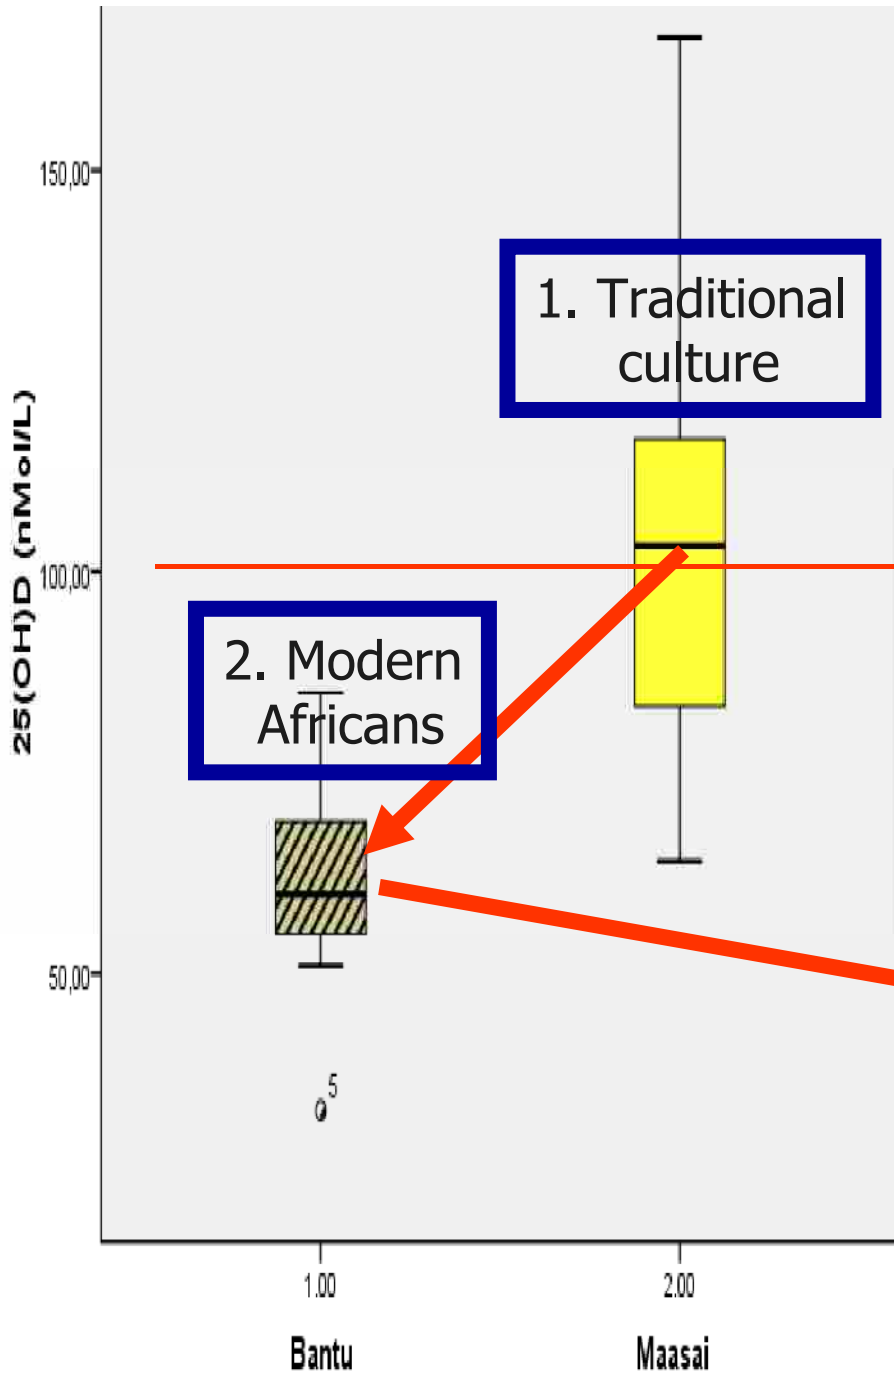 150,00
1. Traditional
culture
25(OH)D (nMol/L)
100,00
2. Modern
Africans
50,00
5
1.00
2.00
Bantu
Maasai